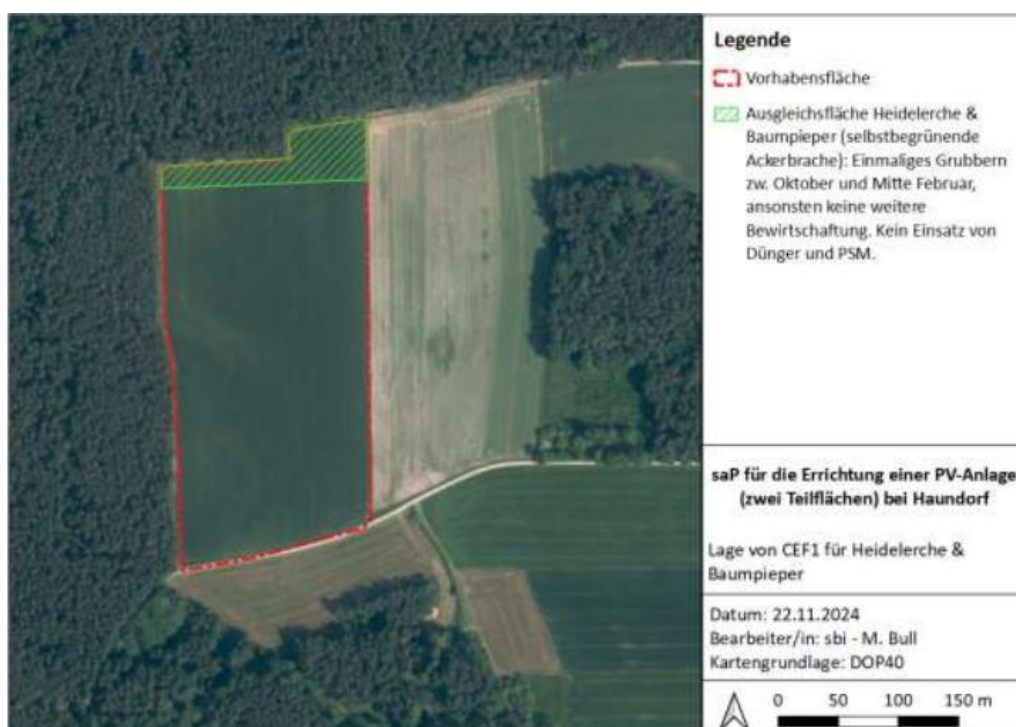 Legende
Vorhabensfläche
Ausgleichsfläche Heidelerche &
Baumpieper (selbstbegrünende
Ackerbrache): Einmaliges Grubbern
zw. Oktober und Mitte Februar,
ansonsten keine weitere
Bewirtschaftung. Kein Einsatz von
Dünger und PSM.
saP für die Errichtung einer PV-Anlage
(zwei Teilflächen) bei Haundorf
Lage von CEF1 für Heidelerche &
Baumpieper
Datum: 22.11.2024
Bearbeiter/in: sbi - M. Bull
Kartengrundlage: DOP40
0 50 100 150 m